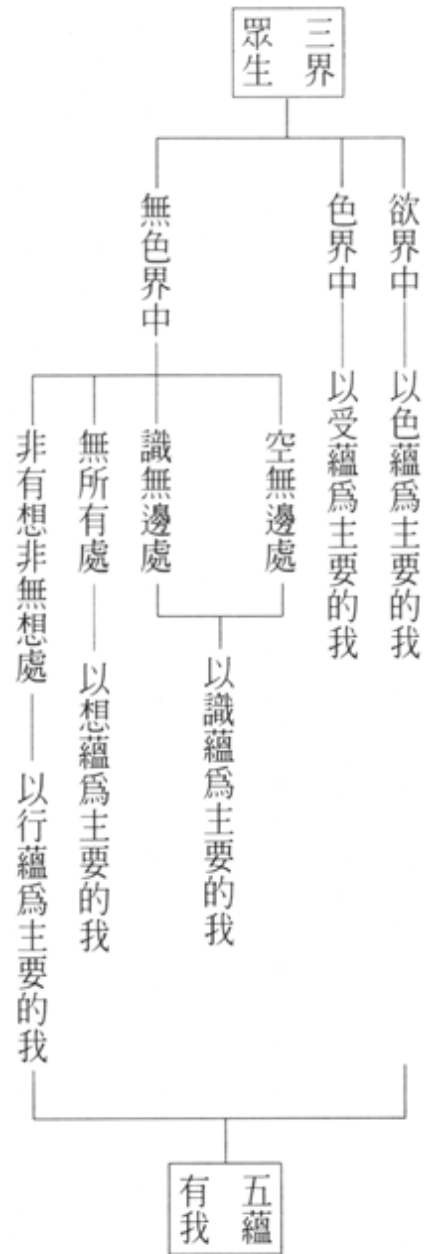 三界
眾生
欲界中
以色蘊爲主要的我
色界中
以受蘊爲主要的我
無色界中
空無邊處
識無邊處
以識蘊爲主要的我
無所有處
以想蘊爲主要的我
非有想非無想處
以行蘊爲主要的我
五蘊
有我